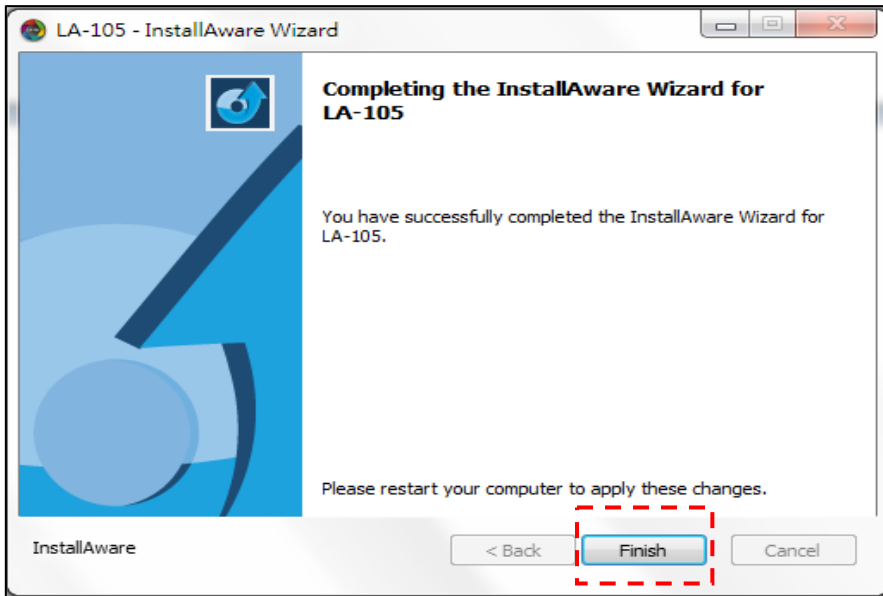 LA-105 - InstallAware Wizard
Completing the InstallAware Wizard for
LA-105
You have successfully completed the InstallAware Wizard for
LA-105.
Please restart your computer to apply these changes.
InstallAware
< Back
Finish
Cancel